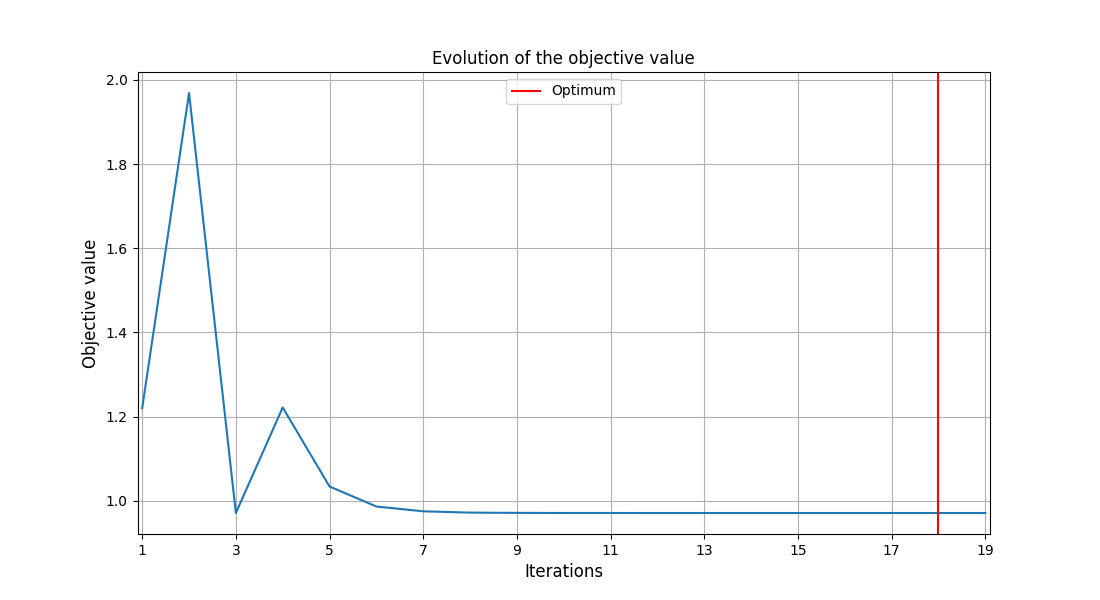 Evolution of the objective value
Optimum
Objective value
2.0
1.8
1.6
1.4
1.2
1.0
1 3 5 7 9 11 13 15 17 19
Iterations